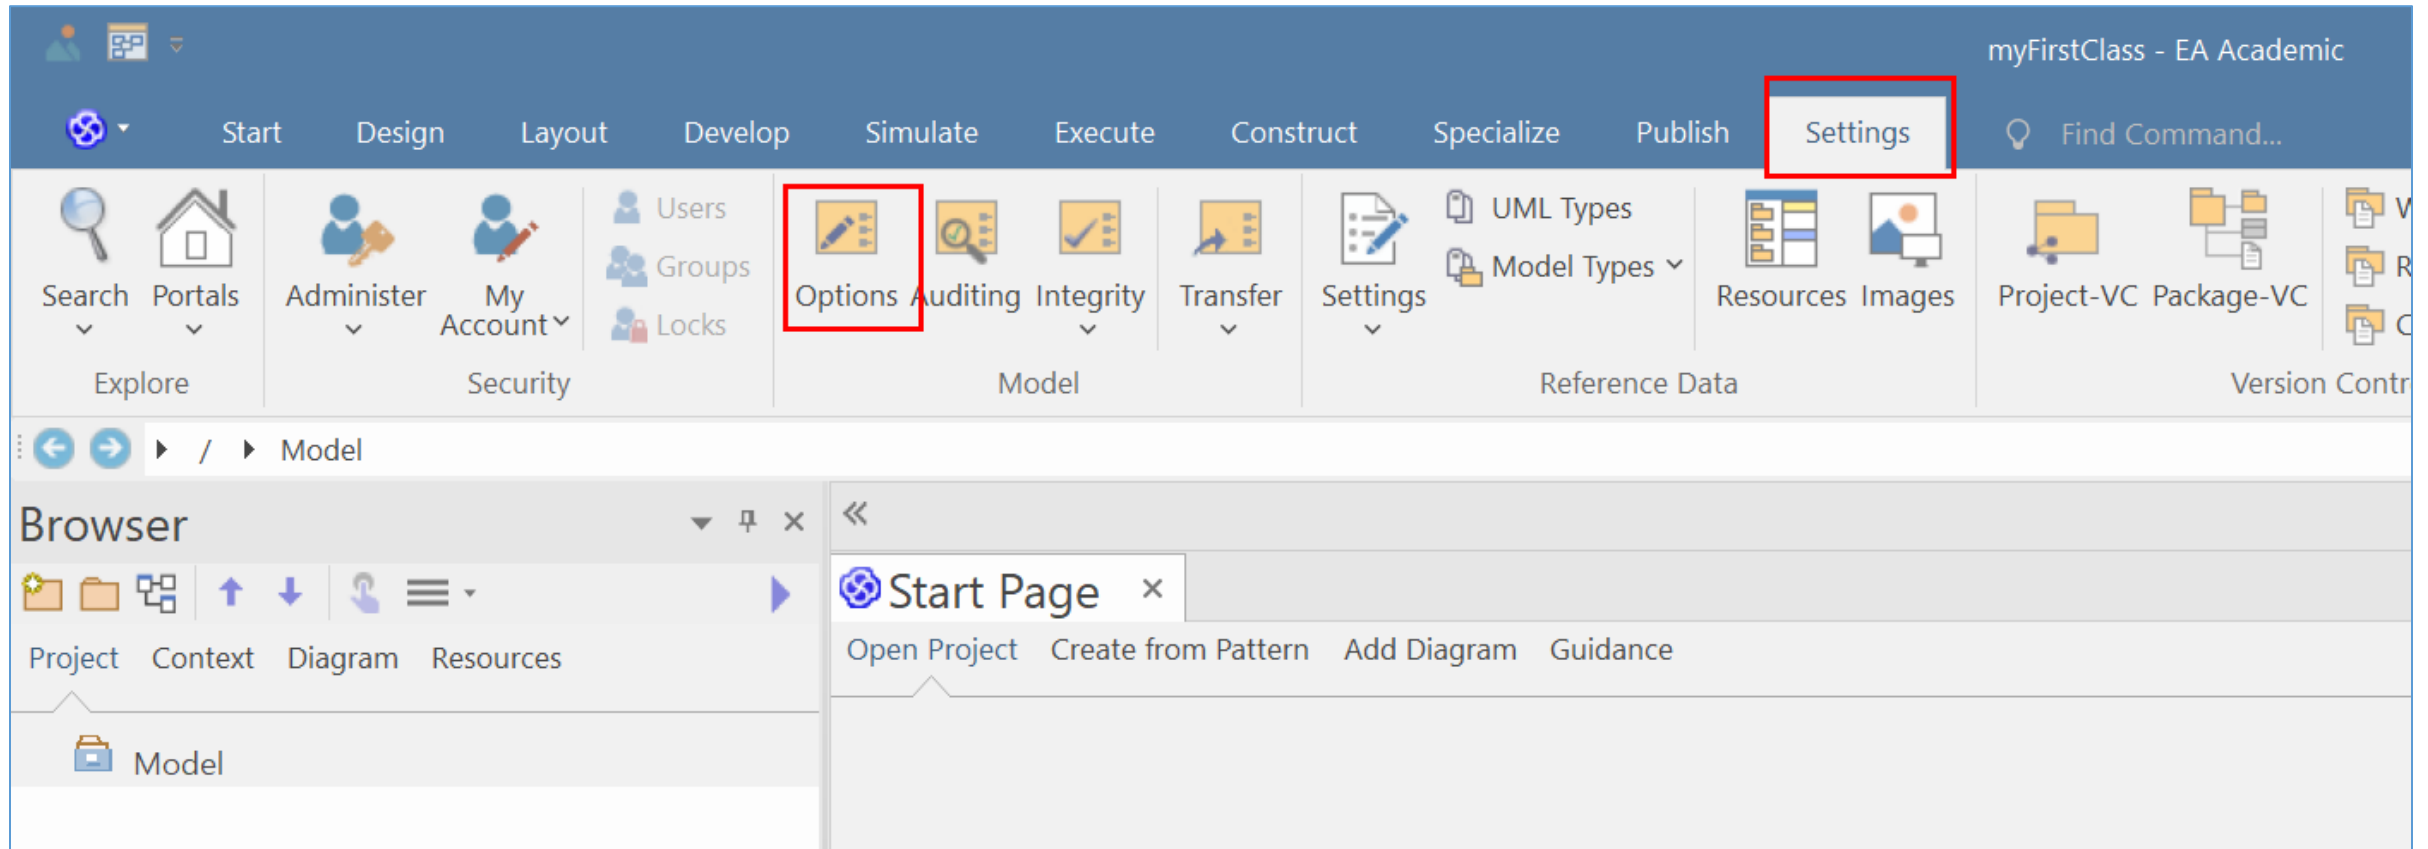 myFirstClass - EA Academic
Start Design Layout Develop Simulate Execute Construct Specialize Publish Settings Find Command...
Search Portals Administer My Account Users Groups Locks Options Auditing Integrity Transfer Settings UML Types Model Types Resources Images Project-VC Package-VC W R C
Explore Security Model Reference Data Version Contr
/ Model
Browser
Start Page
Project Context Diagram Resources
Open Project Create from Pattern Add Diagram Guidance
Model